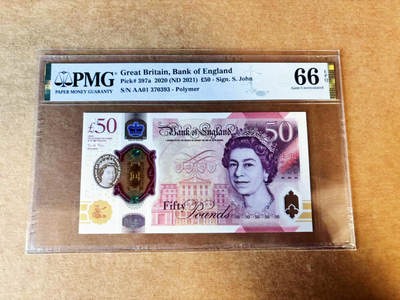 PMG
PAPER MONEY GUARANTY
Great Britain, Bank of England
Pick# 397a 2020 (ND 2021) £50 - Sign. S. John
S/N AA01 370393 - Polymer
66 EPQ
Gem Uncirculated
£50
Bank of England
50
Fifty
Pounds